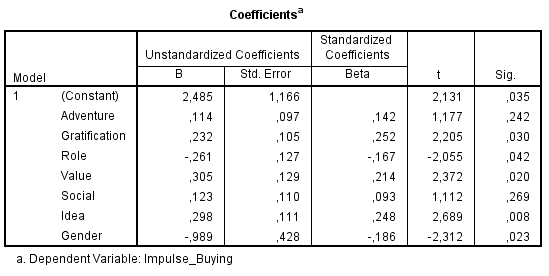 Coefficientsa
Model Unstandardized Coefficients Standardized Coefficients t Sig.
B Std. Error Beta
1 (Constant) 2,485 1,166 2,131 ,035
Adventure ,114 ,097 ,142 1,177 ,242
Gratification ,232 ,105 ,252 2,205 ,030
Role -,261 ,127 -,167 -2,055 ,042
Value ,305 ,129 ,214 2,372 ,020
Social ,123 ,110 ,093 1,112 ,269
Idea ,298 ,111 ,248 2,689 ,008
Gender -,989 ,428 -,186 -2,312 ,023
a. Dependent Variable: Impulse_Buying